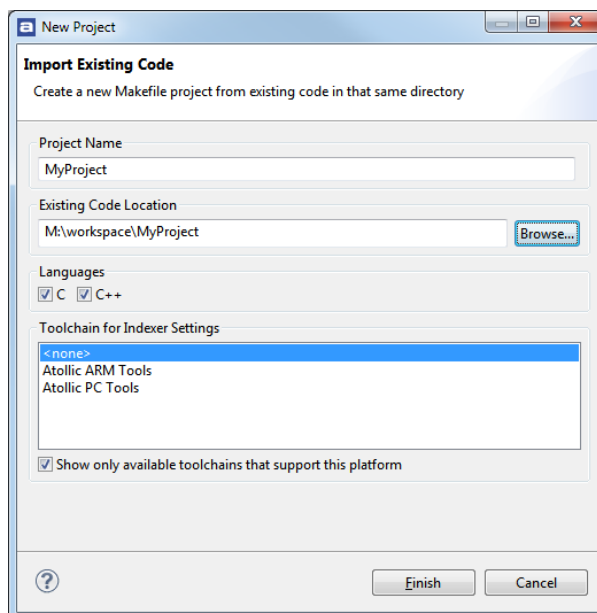 a New Project
Import Existing Code
Create a new Makefile project from existing code in that same directory
Project Name
MyProject
Existing Code Location
M:\workspace\MyProject
Browse...
Languages
C C++
Toolchain for Indexer Settings
<none>
Atollic ARM Tools
Atollic PC Tools
Show only available toolchains that support this platform
? Finish Cancel